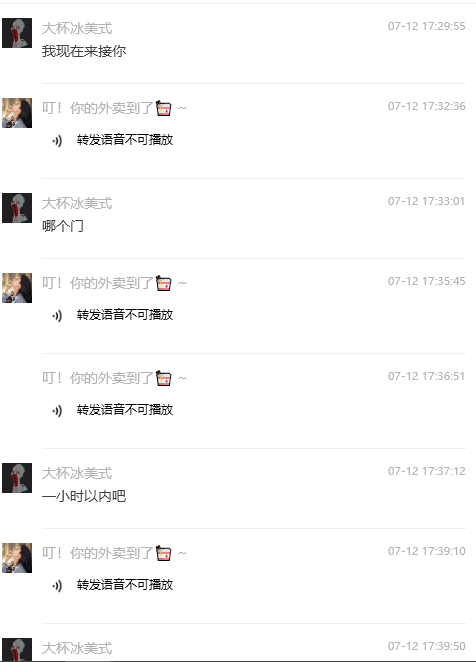 大杯冰美式
07-12 17:29:55
我现在来接你
叮！你的外卖到了 ~
07-12 17:32:36
转发语音不可播放
大杯冰美式
07-12 17:33:01
哪个门
叮！你的外卖到了 ~
07-12 17:35:45
转发语音不可播放
叮！你的外卖到了 ~
07-12 17:36:51
转发语音不可播放
大杯冰美式
07-12 17:37:12
一小时以内吧
叮！你的外卖到了 ~
07-12 17:39:10
转发语音不可播放
大杯冰美式
07-12 17:39:50